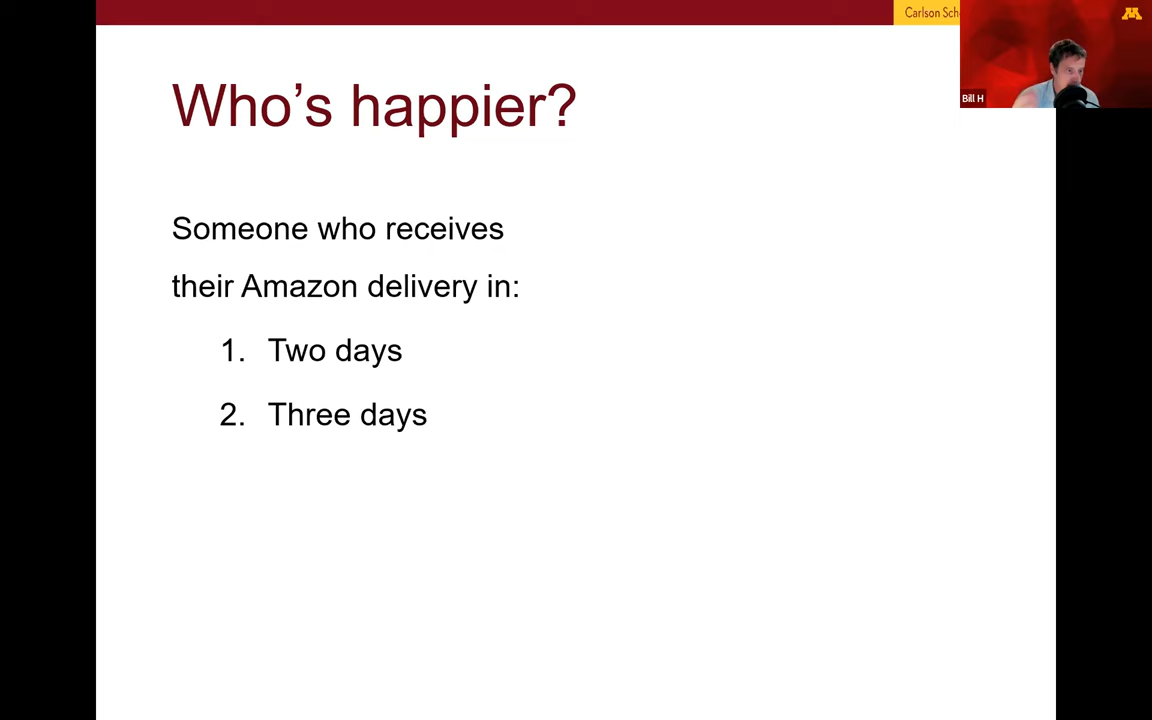 Carlson Sch
Bill H
Who's happier?
Someone who receives
their Amazon delivery in:
1. Two days
2. Three days